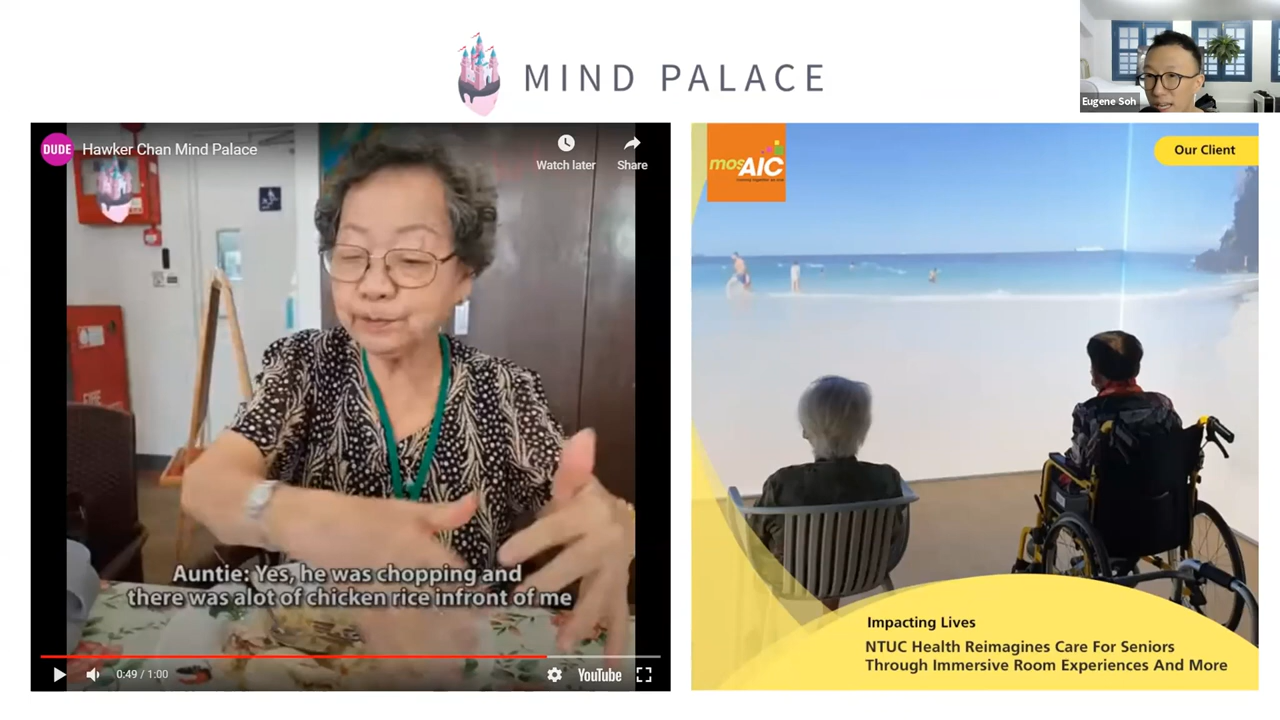 MIND PALACE
Eugene Soh
DUDE
Hawker Chan Mind Palace
Watch later
Share
Auntie: Yes, he was chopping and
there was alot of chicken rice infront of me
0:49 / 1:00
YouTube
mosAIC
Our Client
Impacting Lives
NTUC Health Reimagines Care For Seniors
Through Immersive Room Experiences And More